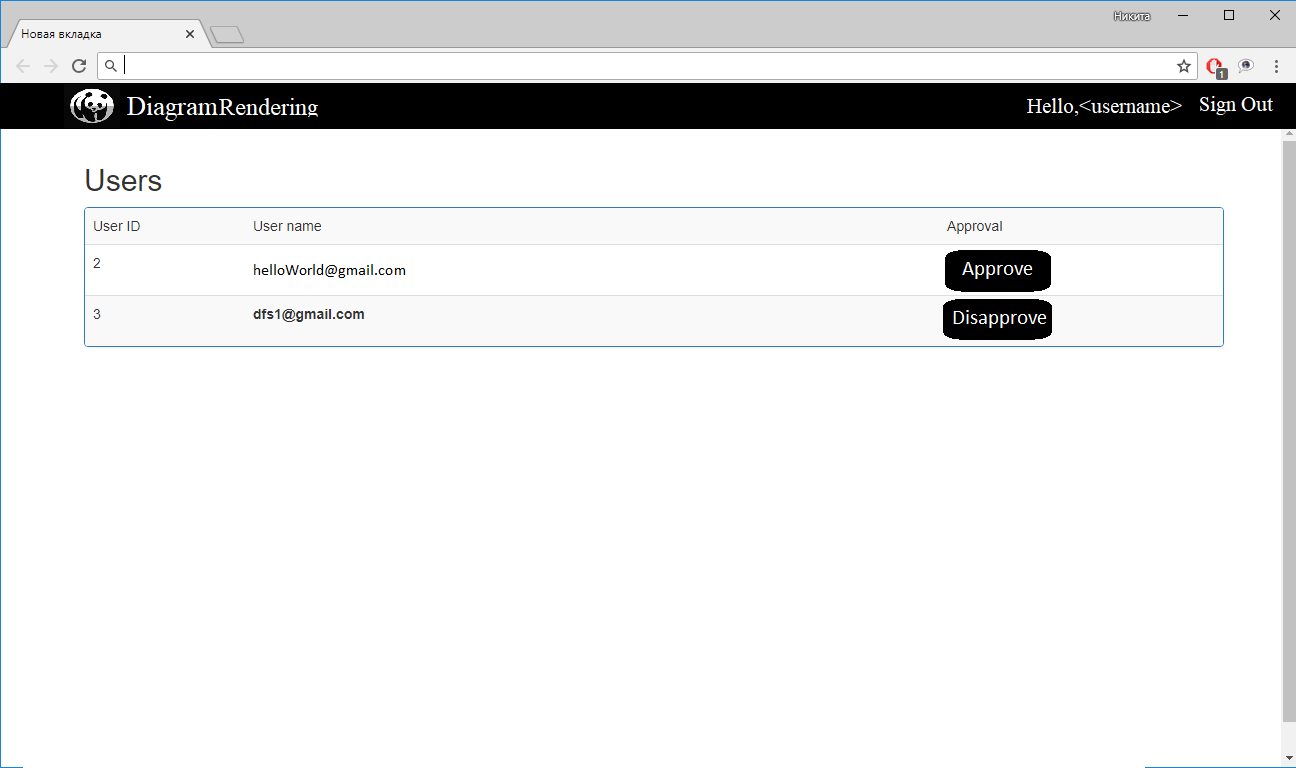 Никита
Новая вкладка
1
DiagramRendering
Hello,<username> Sign Out
Users
User ID User name Approval
2 helloWorld@gmail.com Approve
3 dfs1@gmail.com Disapprove